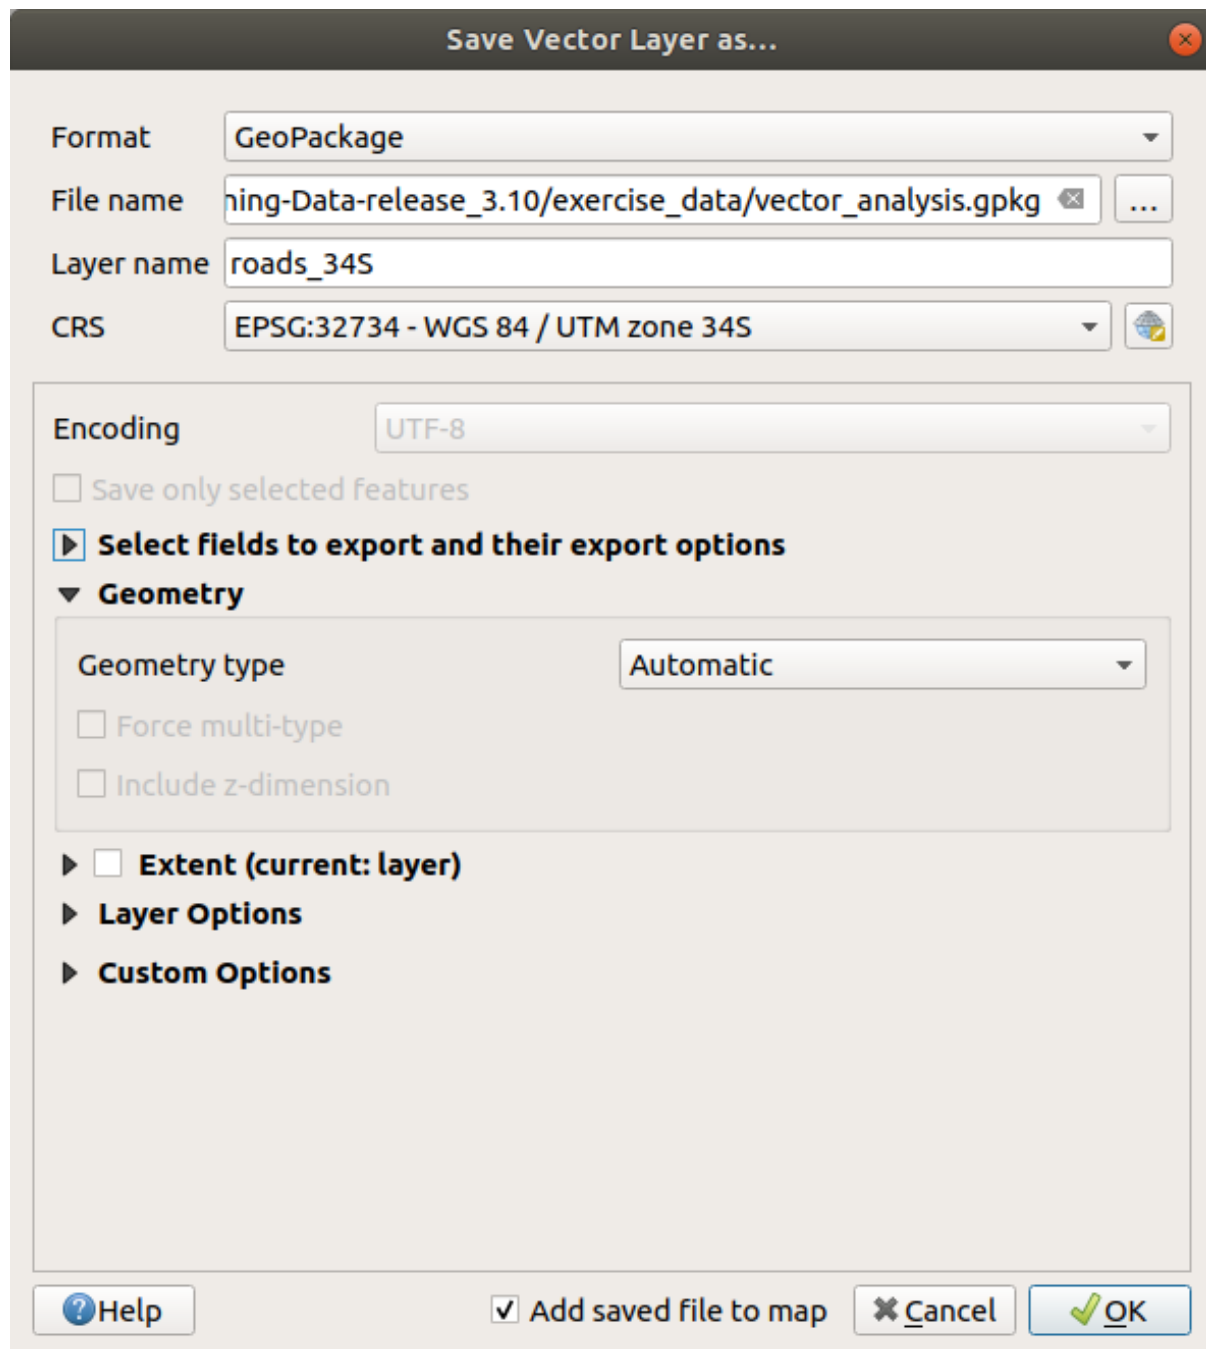 Save Vector Layer as...
Format GeoPackage
File name ning-Data-release_3.10/exercise_data/vector_analysis.gpkg ...
Layer name roads_34S
CRS EPSG:32734 - WGS 84 / UTM zone 34S
Encoding UTF-8
Save only selected features
Select fields to export and their export options
Geometry
Geometry type Automatic
Force multi-type
Include z-dimension
Extent (current: layer)
Layer Options
Custom Options
Help Add saved file to map Cancel OK